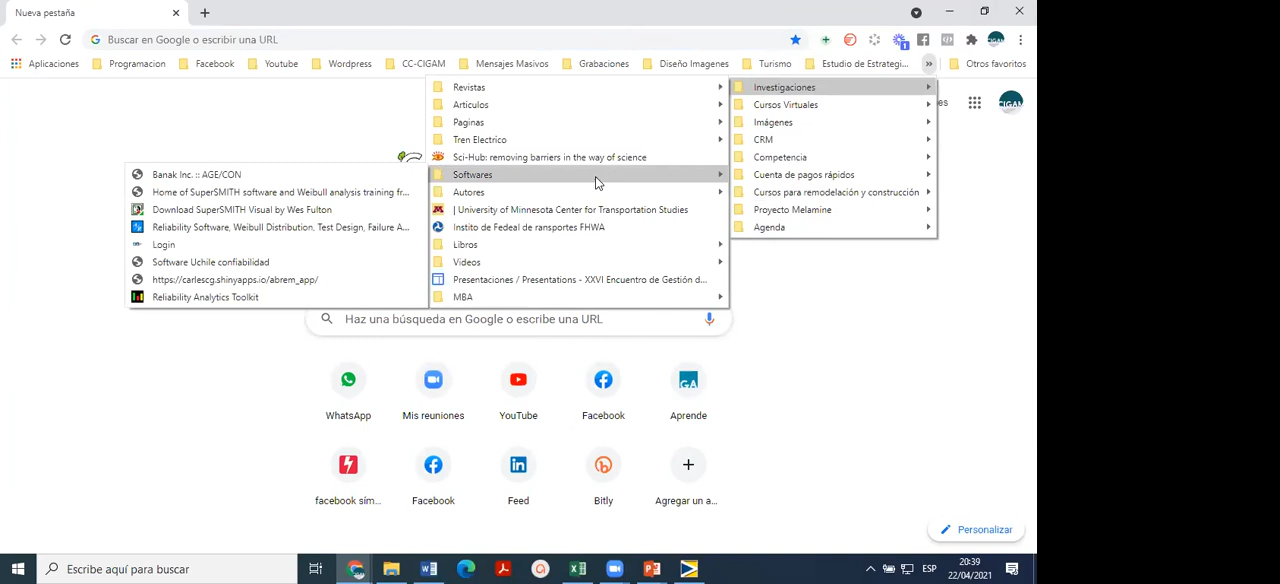 Nueva pestaña
Buscar en Google o escribir una URL
Aplicaciones Programacion Facebook Youtube Wordpress CC-CIGAM Mensajes Masivos Grabaciones Diseño Imagenes Turismo Estudio de Estrategi... » Otros favoritos
Investigaciones
Cursos Virtuales
Imágenes
CRM
Competencia
Cuenta de pagos rápidos
Cursos para remodelación y construcción
Proyecto Melamine
Agenda
Revistas
Articulos
Paginas
Tren Electrico
Sci-Hub: removing barriers in the way of science
Softwares
Autores
| University of Minnesota Center for Transportation Studies
Instito de Fedeal de ransportes FHWA
Libros
Videos
Presentaciones / Presentations - XXVI Encuentro de Gestión d...
MBA
Banak Inc. :: AGE/CON
Home of SuperSMITH software and Weibull analysis training fr...
Download SuperSMITH Visual by Wes Fulton
Reliability Software, Weibull Distribution, Test Design, Failure A...
Login
Software Uchile confiabilidad
https://carlescg.shinyapps.io/abrem_app/
Reliability Analytics Toolkit
es
CIGAM
Haz una búsqueda en Google o escribe una URL
WhatsApp Mis reuniones YouTube Facebook Aprende
facebook sím... Facebook Feed Bitly Agregar un a...
Personalizar
Escribe aquí para buscar
ESP
20:39
22/04/2021